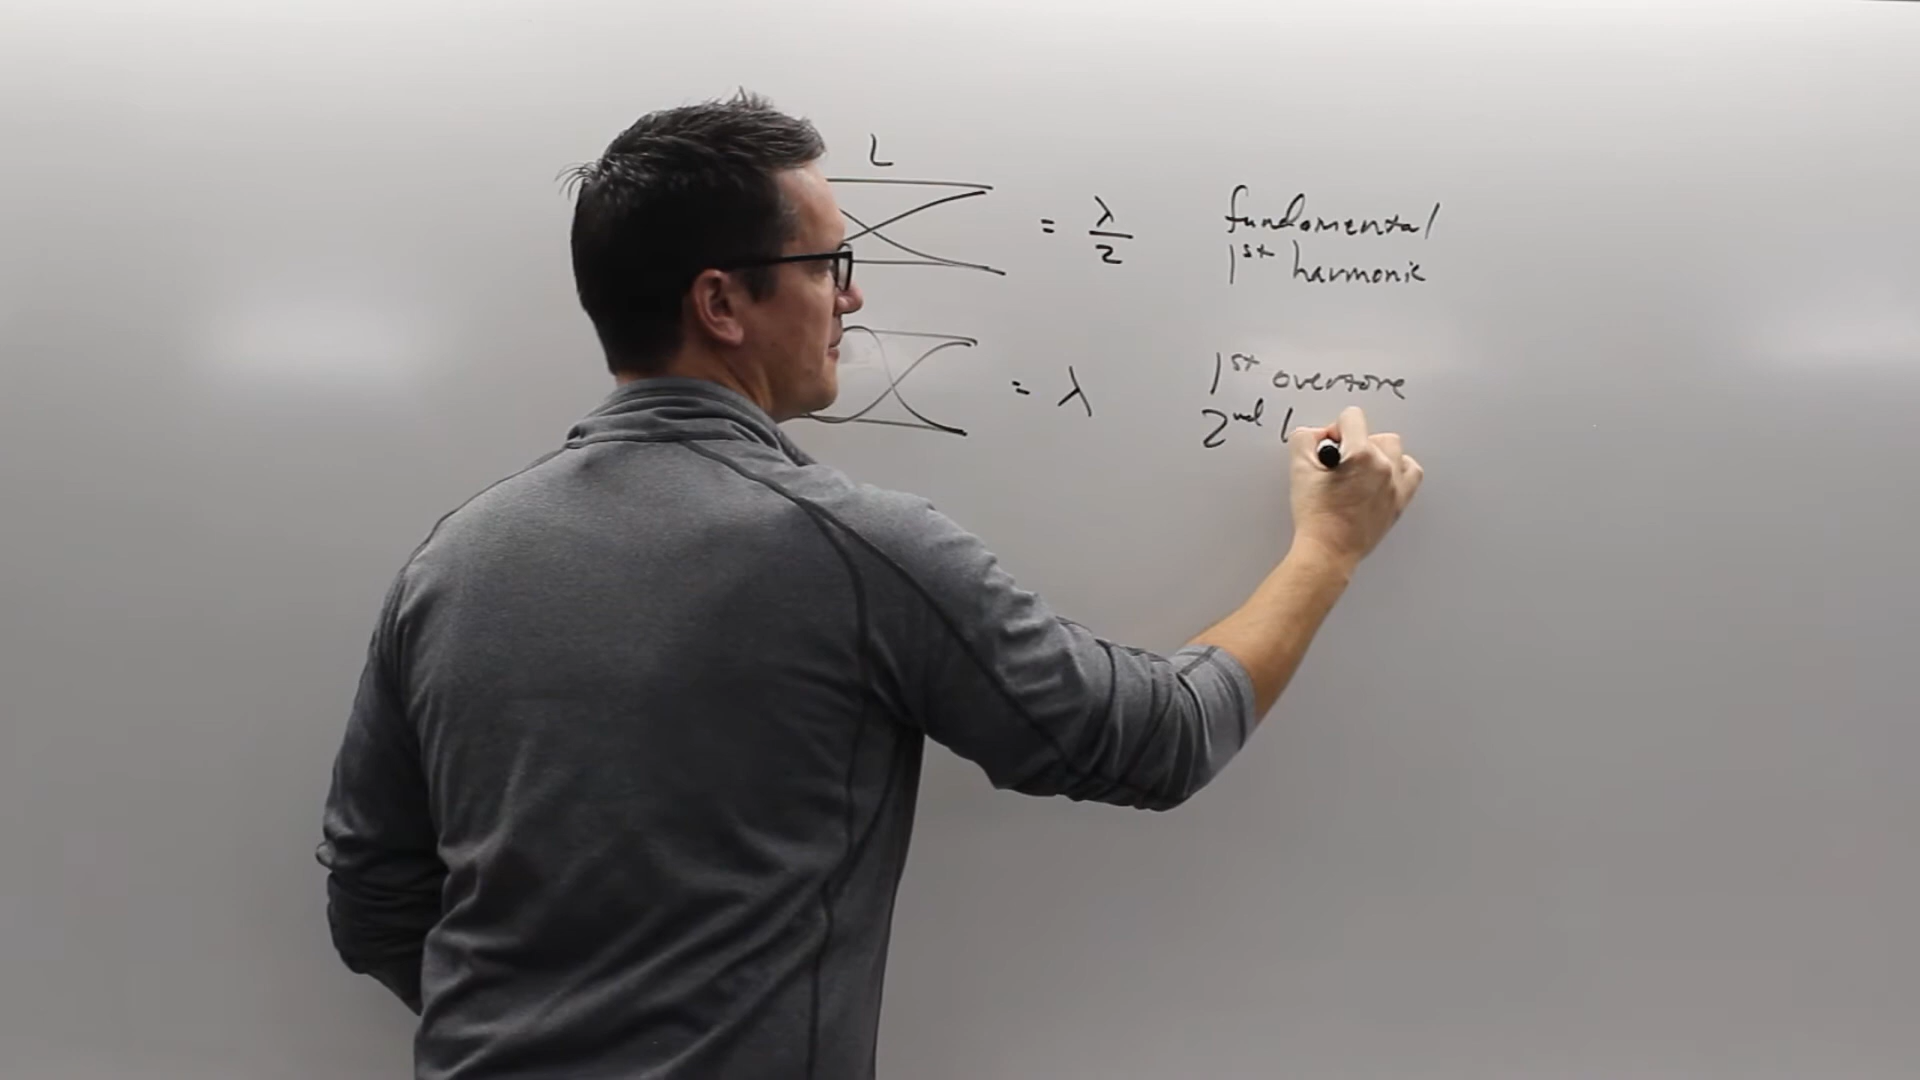 L
= λ/2
fundamental
1st harmonic
= λ
1st overtone
2nd